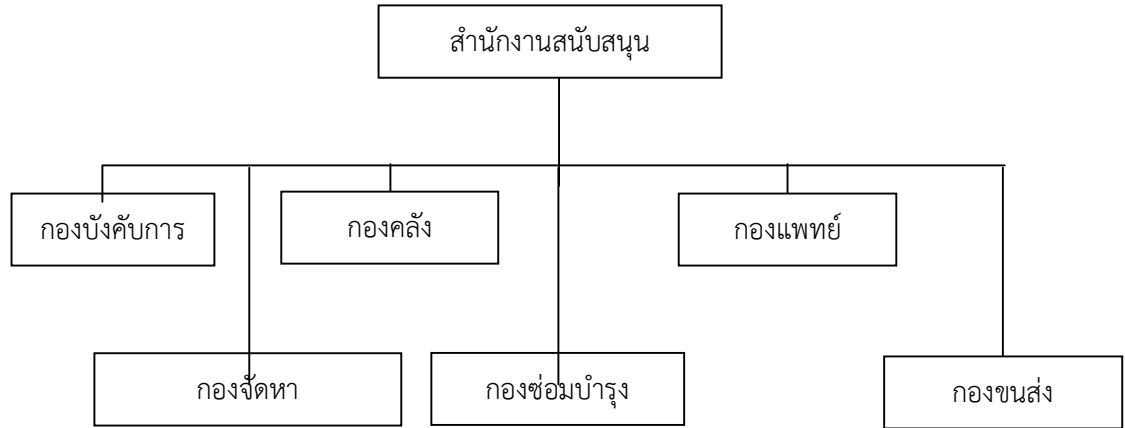 สำนักงานสนับสนุน
กองบังคับการ
กองคลัง
กองแพทย์
กองจัดหา
กองซ่อมบำรุง
กองขนส่ง